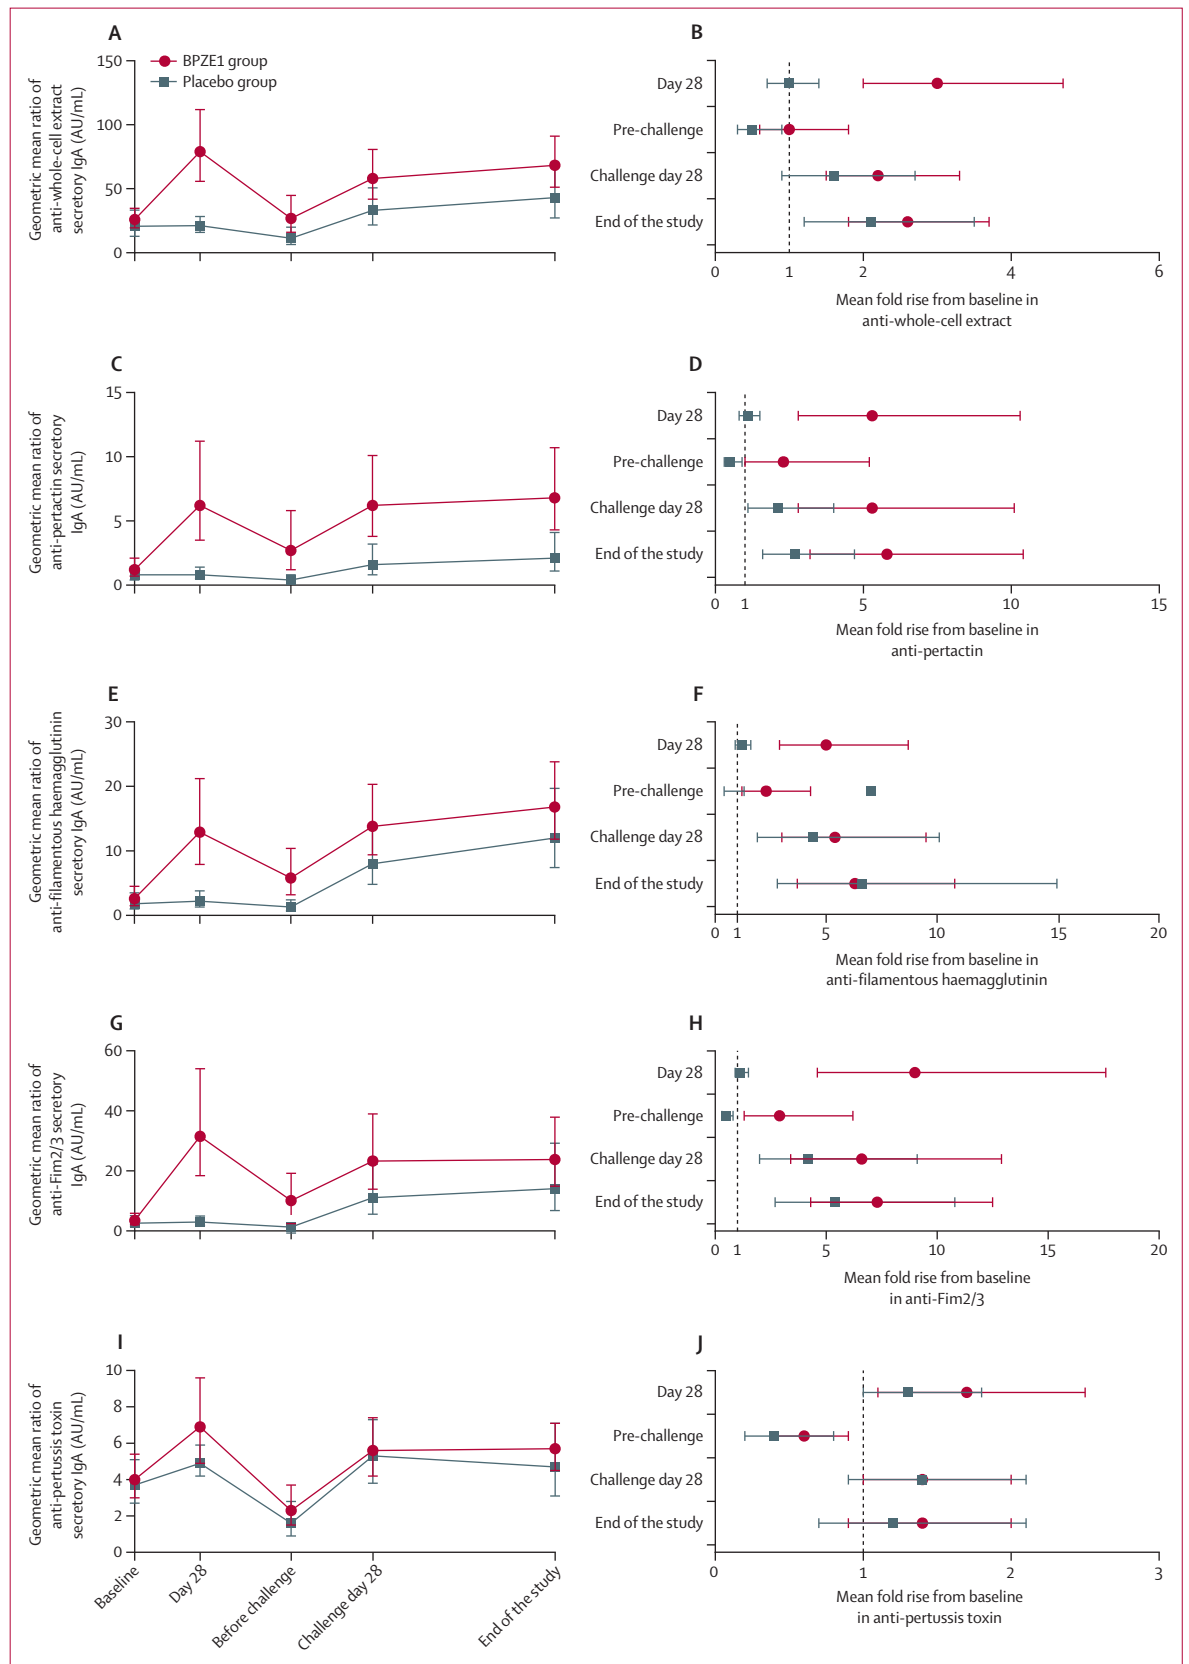 A
BPZE1 group
Placebo group
Geometric mean ratio of
anti-whole-cell extract
secretory IgA (AU/mL)
150
100
50
0
B
Day 28
Pre-challenge
Challenge day 28
End of the study
0
1
2
4
6
Mean fold rise from baseline in
anti-whole-cell extract
C
Geometric mean ratio of
anti-pertactin secretory
IgA (AU/mL)
15
10
5
0
D
Day 28
Pre-challenge
Challenge day 28
End of the study
0
1
5
10
15
Mean fold rise from baseline in
anti-pertactin
E
Geometric mean ratio of
anti-filamentous haemagglutinin
secretory IgA (AU/mL)
30
20
10
0
F
Day 28
Pre-challenge
Challenge day 28
End of the study
0
1
5
10
15
20
Mean fold rise from baseline in
anti-filamentous haemagglutinin
G
Geometric mean ratio of
anti-Fim2/3 secretory
IgA (AU/mL)
60
40
20
0
H
Day 28
Pre-challenge
Challenge day 28
End of the study
0
1
5
10
15
20
Mean fold rise from baseline
in anti-Fim2/3
I
Geometric mean ratio of
anti-pertussis toxin
secretory IgA (AU/mL)
10
8
6
4
2
0
Baseline
Day 28
Before challenge
Challenge day 28
End of the study
J
Day 28
Pre-challenge
Challenge day 28
End of the study
0
1
2
3
Mean fold rise from baseline
in anti-pertussis toxin